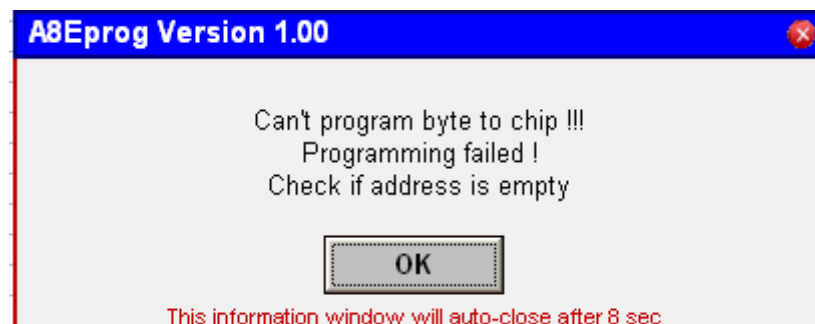 A8Eprog Version 1.00
Can't program byte to chip !!!
Programming failed !
Check if address is empty
OK
This information window will auto-close after 8 sec